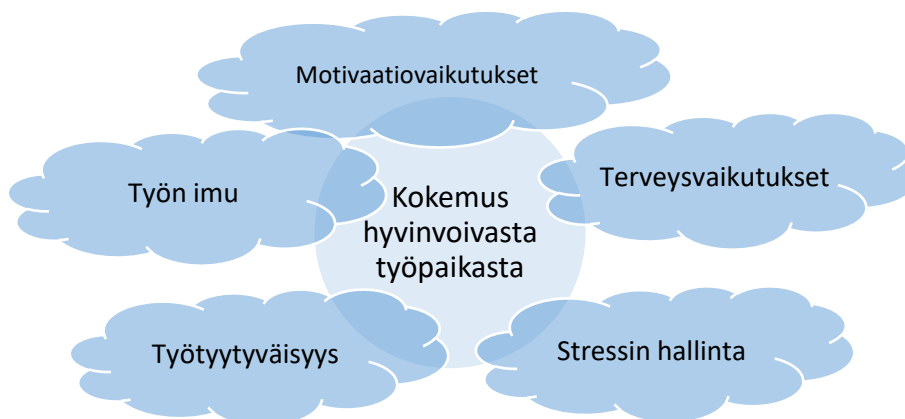 Motivaatiovaikutukset
Työn imu
Kokemus
hyvinvoivasta
työpaikasta
Terveysvaikutukset
Työtyytyväisyys
Stressin hallinta